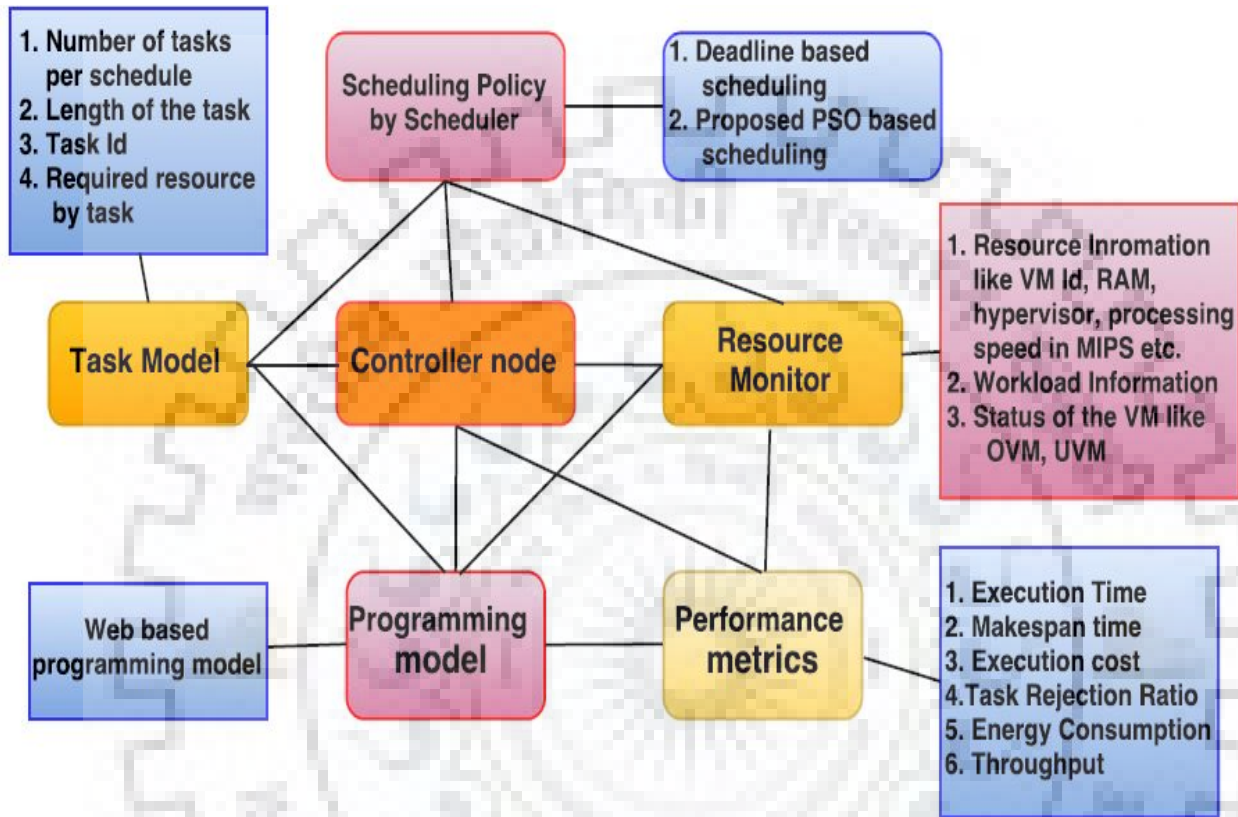 1. Number of tasks
per schedule
2. Length of the task
3. Task Id
4. Required resource
by task
Scheduling Policy
by Scheduler
1. Deadline based
scheduling
2. Proposed PSO based
scheduling
Task Model
Controller node
Resource
Monitor
1. Resource Inromation
like VM Id, RAM,
hypervisor, processing
speed in MIPS etc.
2. Workload Information
3. Status of the VM like
OVM, UVM
Web based
programming model
Programming
model
Performance
metrics
1. Execution Time
2. Makespan time
3. Execution cost
4.Task Rejection Ratio
5. Energy Consumption
6. Throughput